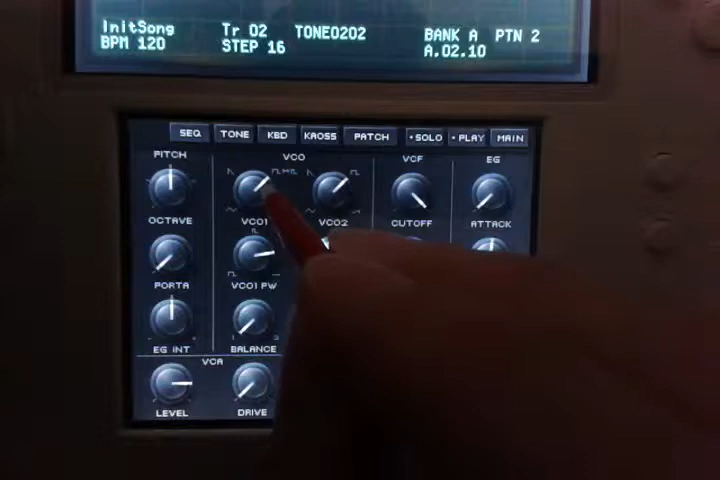 InitSong Tr 02 TONE0202 BANK A PTN 2
BPM 120 STEP 16 A.02.10
SEQ TONE KBD KAOSS PATCH SOLO PLAY MAIN
PITCH VCO VCF EG
OCTAVE VCO1 VCO2 CUTOFF ATTACK
PORTA VCO1 PW
EG INT BALANCE
VCA
LEVEL DRIVE